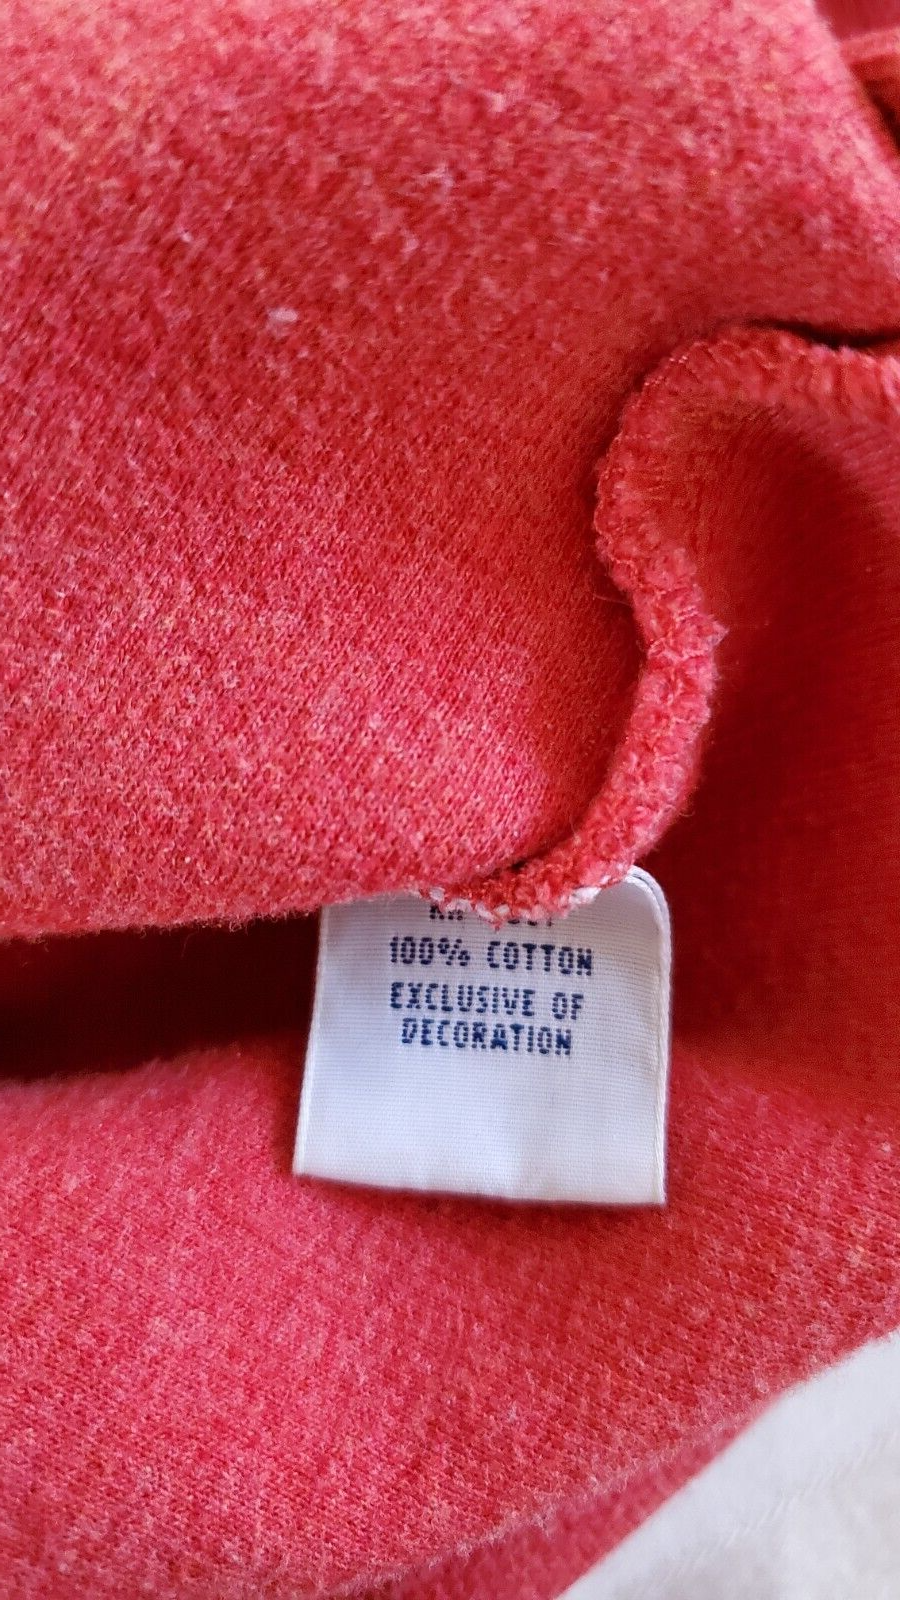 100% COTTON
EXCLUSIVE OF
DECORATION